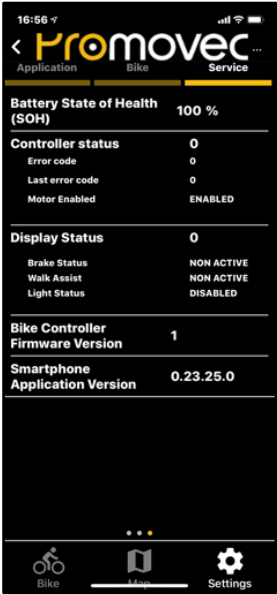 16:56
Promovec
Application Bike Service
Battery State of Health 100 %
(SOH)
Controller status 0
Error code 0
Last error code 0
Motor Enabled ENABLED
Display Status 0
Brake Status NON ACTIVE
Walk Assist NON ACTIVE
Light Status DISABLED
Bike Controller 1
Firmware Version
Smartphone 0.23.25.0
Application Version
Bike Map Settings